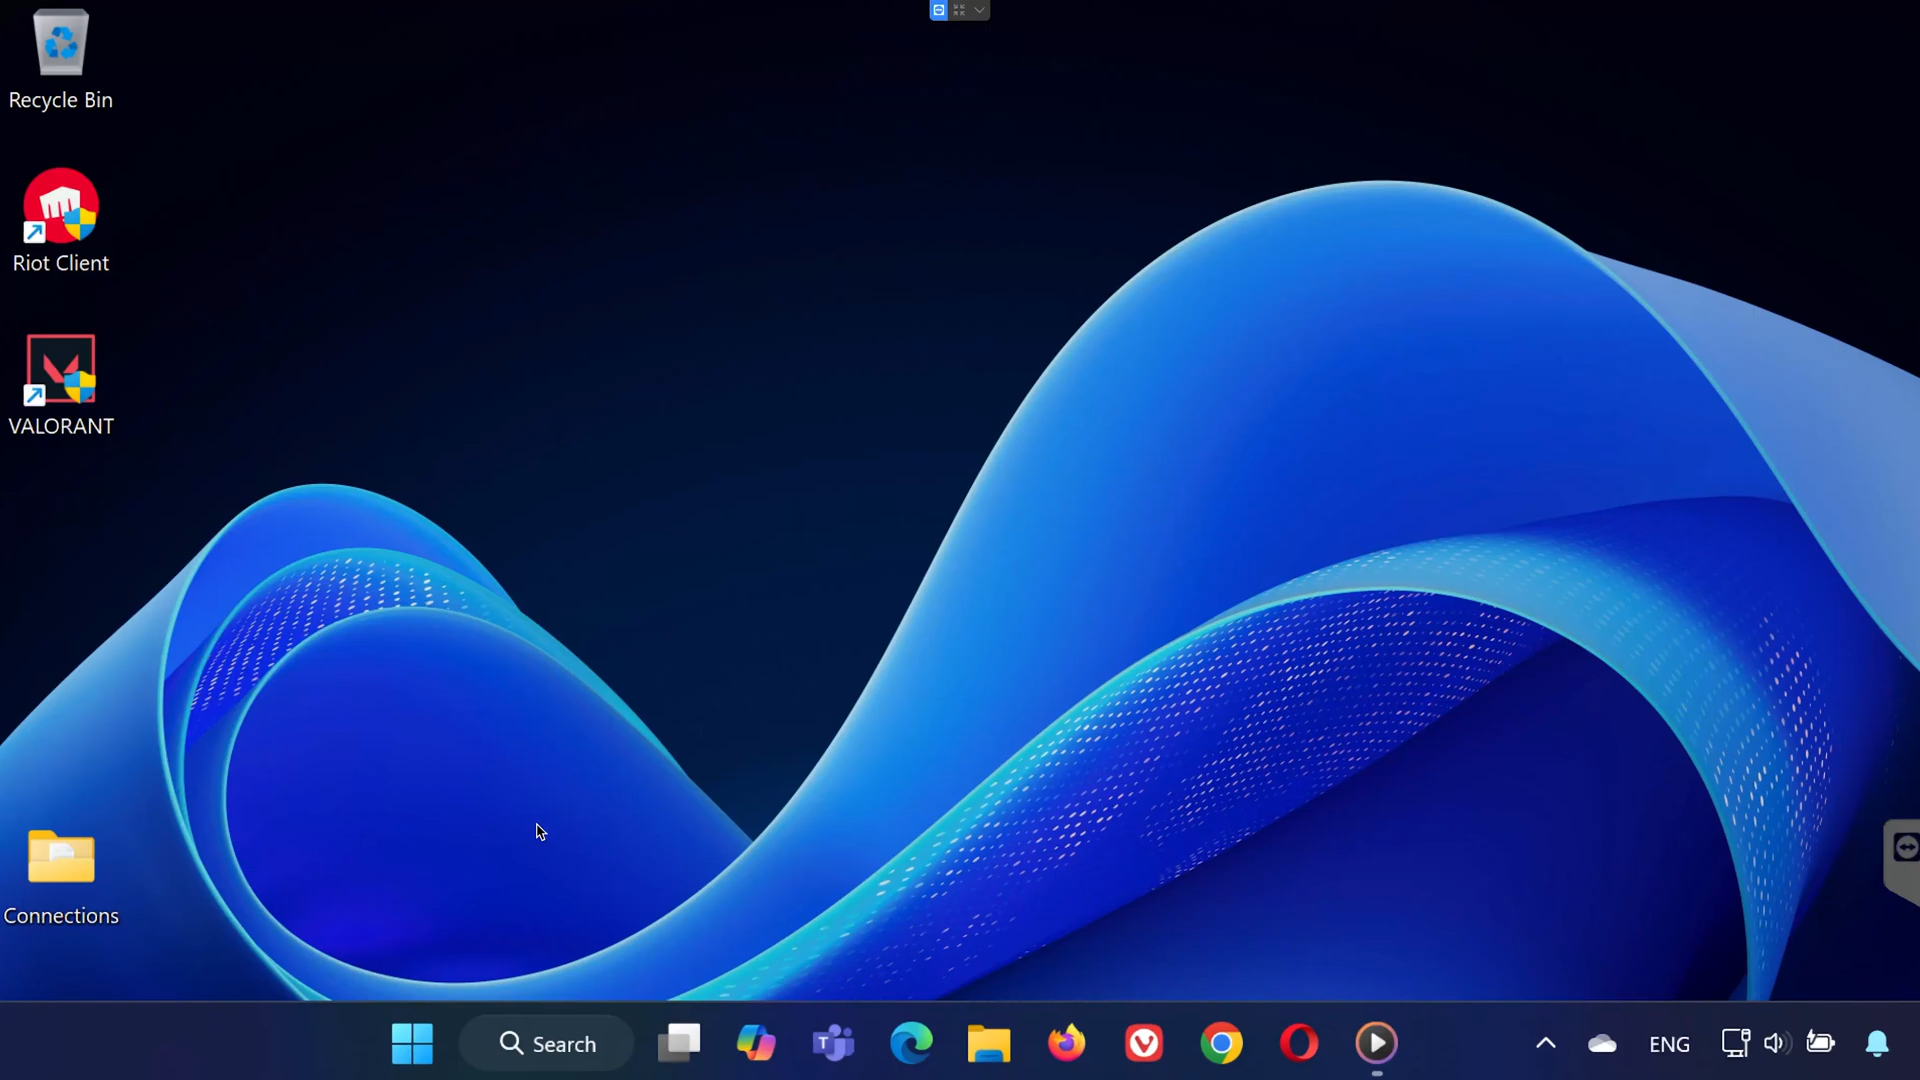 Recycle Bin
Riot Client
VALORANT
Connections
Search
ENG